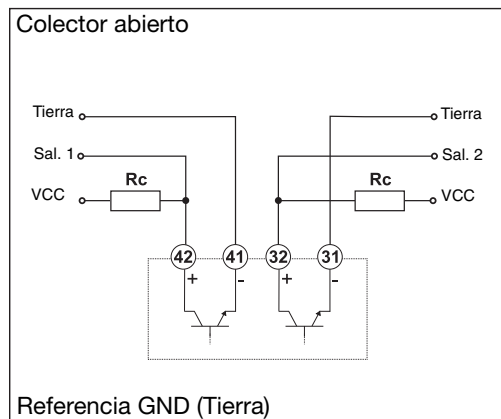 Colector abierto
Tierra Tierra
Sal. 1 Sal. 2
Rc Rc
VCC VCC
42 41 32 31
+ - + -
Referencia GND (Tierra)